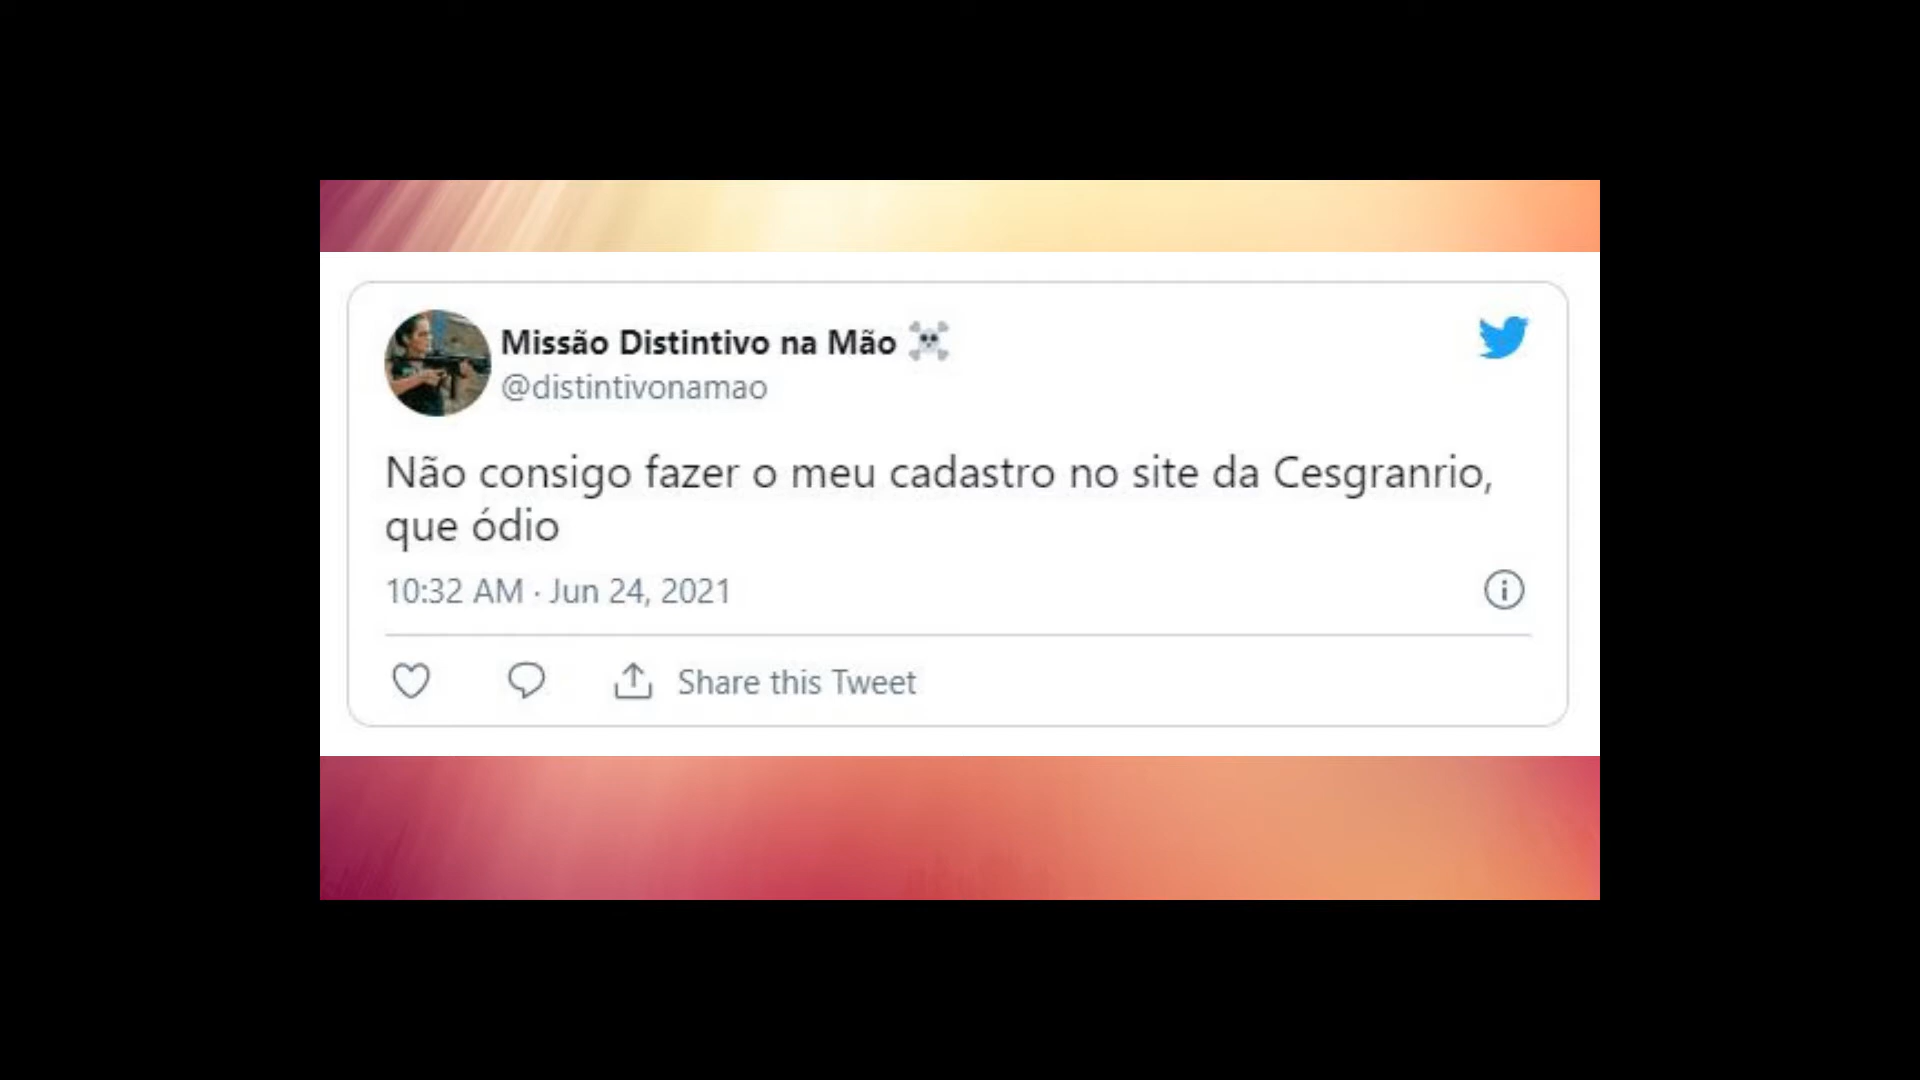 Missão Distintivo na Mão ☠️
@distintivonamao
Não consigo fazer o meu cadastro no site da Cesgranrio,
que ódio
10:32 AM · Jun 24, 2021
Share this Tweet